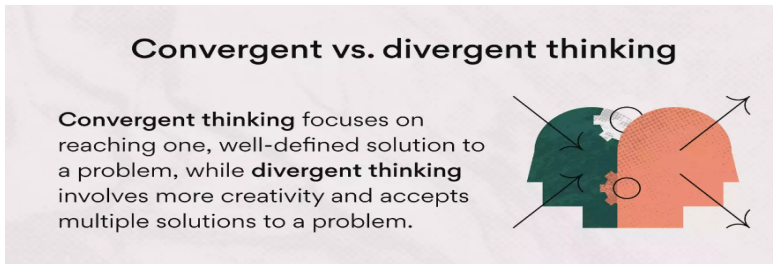 Convergent vs. divergent thinking
Convergent thinking focuses on
reaching one, well-defined solution to
a problem, while divergent thinking
involves more creativity and accepts
multiple solutions to a problem.